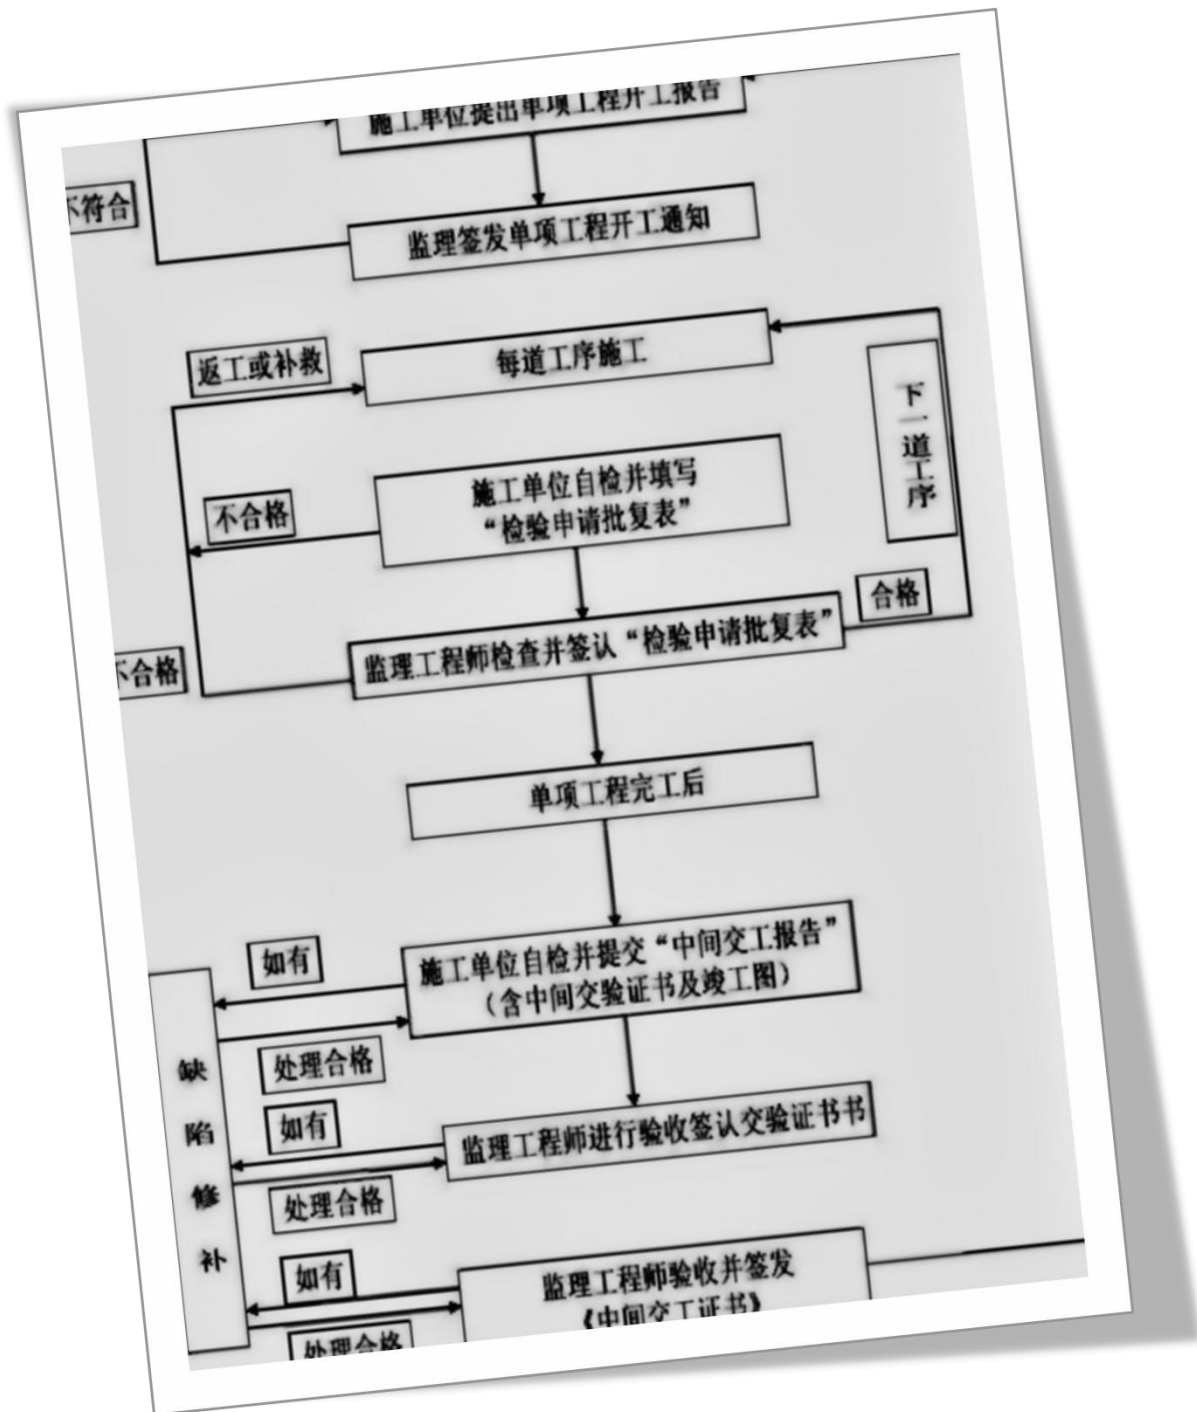 施工单位提出单项工程开工报告
不符合
监理签发单项工程开工通知
返工或补救
每道工序施工
下一道工序
施工单位自检并填写
“检验申请批复表”
不合格
合格
监理工程师检查并签认“检验申请批复表”
不合格
单项工程完工后
如有
施工单位自检并提交“中间交工报告”
（含中间交验证书及竣工图）
处理合格
缺陷修补
如有
监理工程师进行验收签认交验证书书
处理合格
如有
监理工程师验收并签发
《中间交工证书》
处理合格